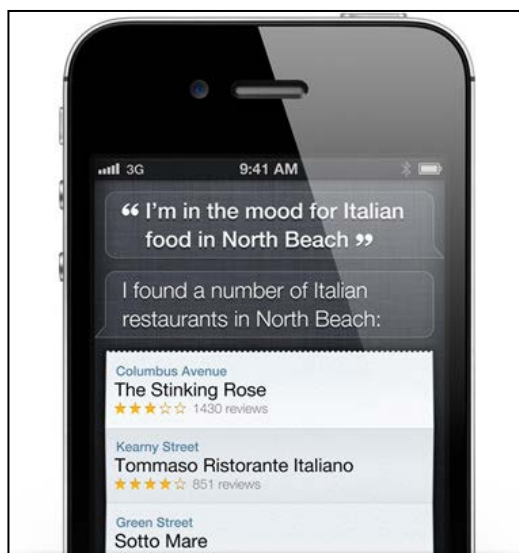 3G 9:41 AM
“ I’m in the mood for Italian
food in North Beach ”
I found a number of Italian
restaurants in North Beach:
Columbus Avenue
The Stinking Rose
1430 reviews
Kearny Street
Tommaso Ristorante Italiano
851 reviews
Green Street
Sotto Mare